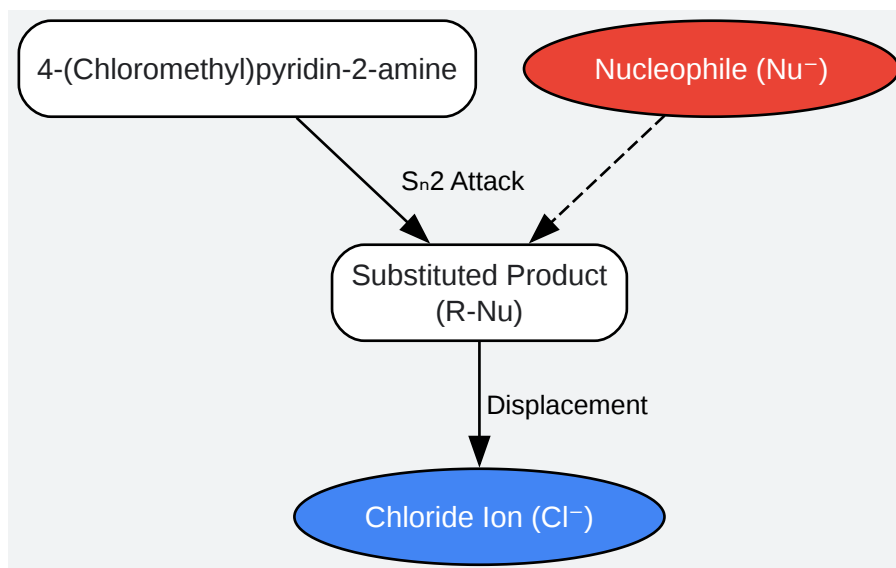 4-(Chloromethyl)pyridin-2-amine
Nucleophile (Nu⁻)
Sₙ2 Attack
Substituted Product
(R-Nu)
Displacement
Chloride Ion (Cl⁻)